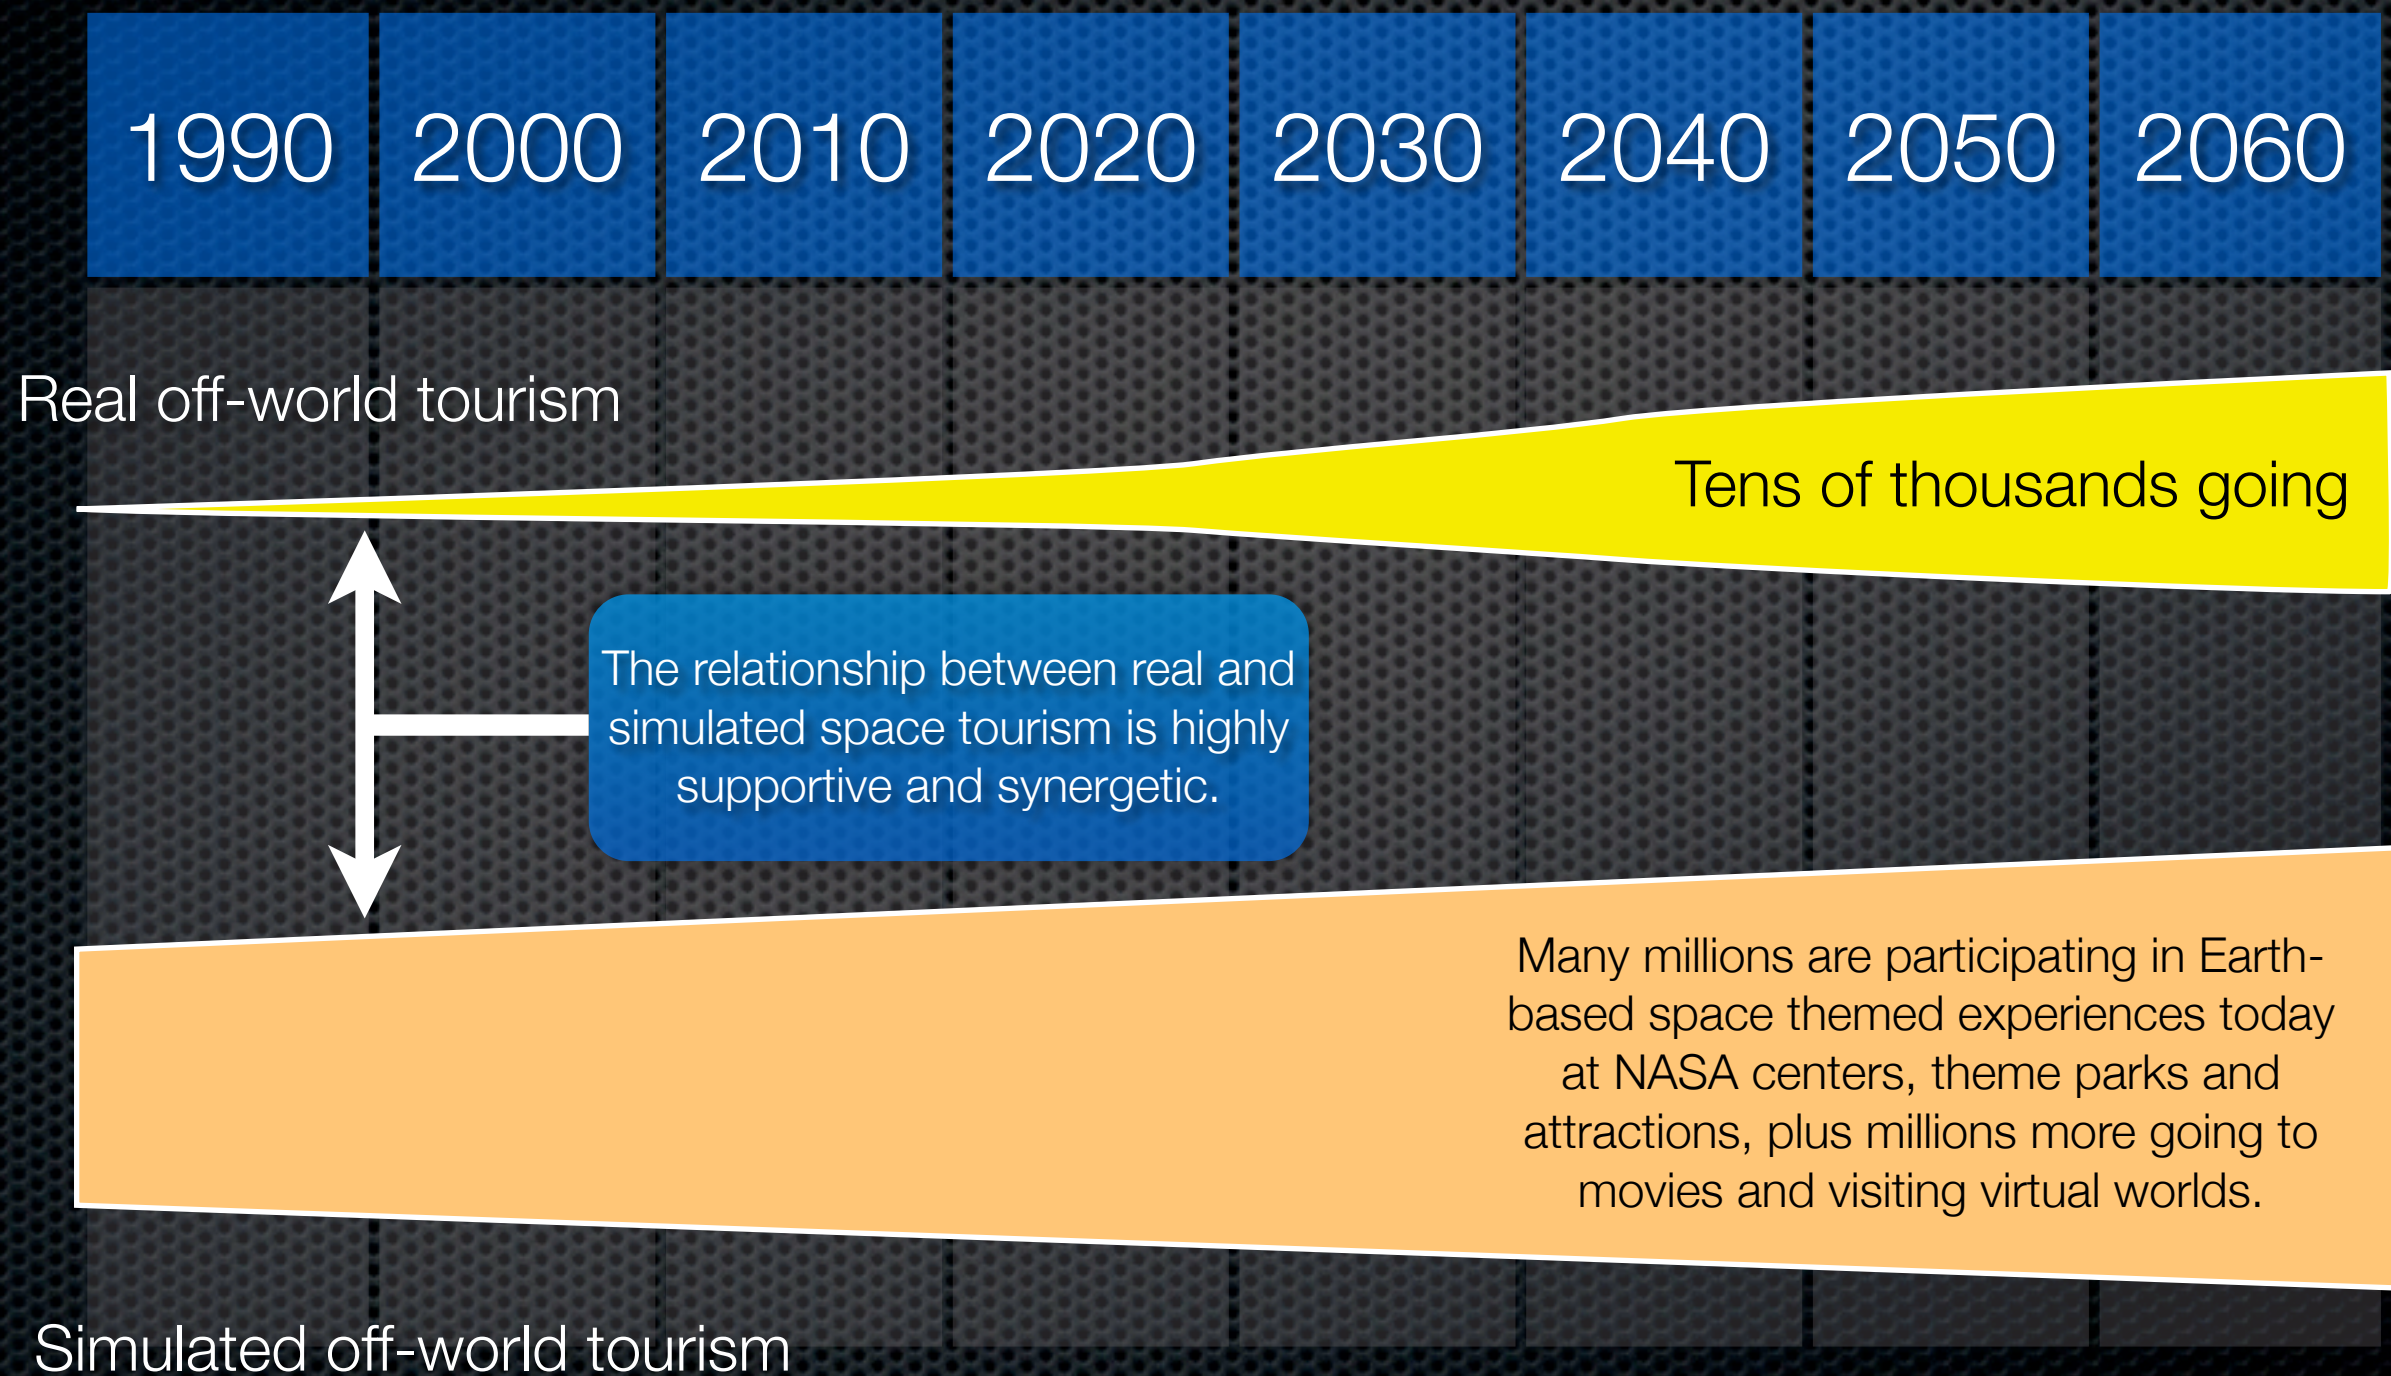 1990 2000 2010 2020 2030 2040 2050 2060
Real off-world tourism
Tens of thousands going
The relationship between real and
simulated space tourism is highly
supportive and synergetic.
Many millions are participating in Earth-
based space themed experiences today
at NASA centers, theme parks and
attractions, plus millions more going to
movies and visiting virtual worlds.
Simulated off-world tourism